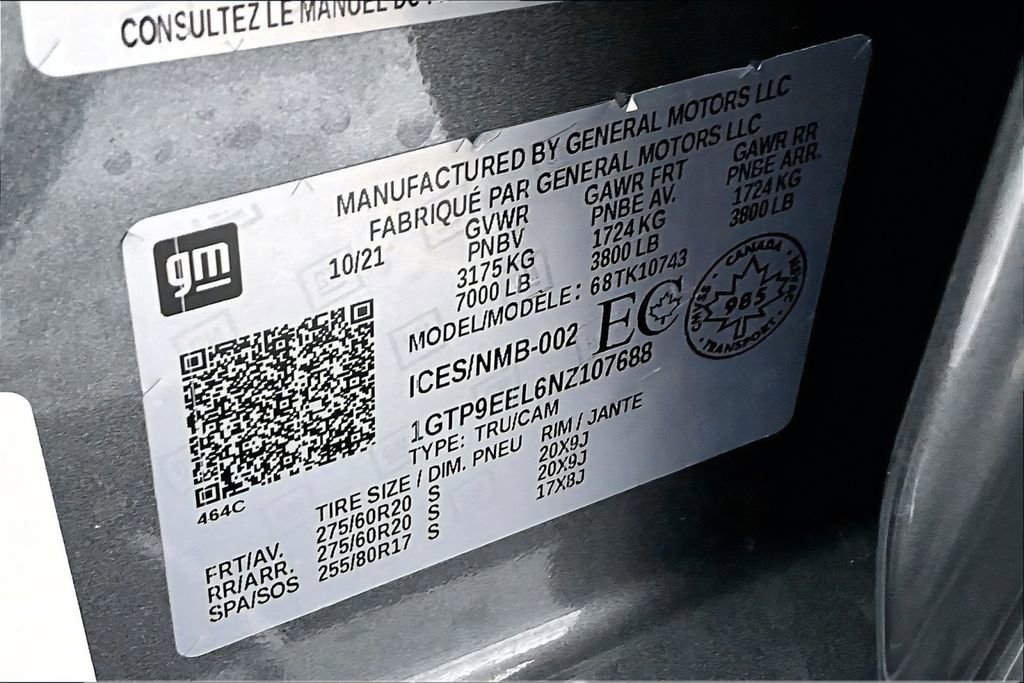 CONSULTEZ LE MANUEL DU
MANUFACTURED BY GENERAL MOTORS LLC
FABRIQUÉ PAR GENERAL MOTORS LLC
gm
10/21
GVWR GAWR FRT GAWR RR
PNBV PNBE AV. PNBE ARR.
3175 KG 1724 KG 1724 KG
7000 LB 3800 LB 3800 LB
MODEL/MODÈLE: 68TK10743
ICES/NMB-002 EC
CANADA
985
TRANSPORT
1GTP9EEL6NZ107688
TYPE: TRU/CAM
464C
TIRE SIZE / DIM. PNEU RIM / JANTE
FRT/AV. 275/60R20 S 20X9J
RR/ARR. 275/60R20 S 20X9J
SPA/SOS 255/80R17 S 17X8J